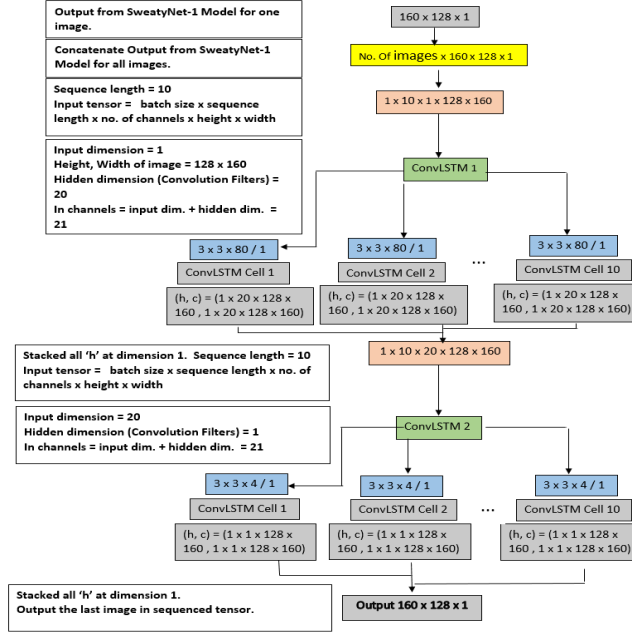 Output from SweatyNet-1 Model for one
image.
160 x 128 x 1
Concatenate Output from SweatyNet-1
Model for all images.
No. Of images x 160 x 128 x 1
Sequence length = 10
Input tensor = batch size x sequence
length x no. of channels x height x width
1 x 10 x 1 x 128 x 160
Input dimension = 1
Height, Width of image = 128 x 160
Hidden dimension (Convolution Filters) =
20
In channels = input dim. + hidden dim. =
21
ConvLSTM 1
3 x 3 x 80 / 1
3 x 3 x 80 / 1
3 x 3 x 80 / 1
ConvLSTM Cell 1
ConvLSTM Cell 2
...
ConvLSTM Cell 10
(h, c) = (1 x 20 x 128 x
160 , 1 x 20 x 128 x 160)
(h, c) = (1 x 20 x 128 x
160 , 1 x 20 x 128 x 160)
(h, c) = (1 x 20 x 128 x
160 , 1 x 20 x 128 x 160)
Stacked all ‘h’ at dimension 1. Sequence length = 10
Input tensor = batch size x sequence length x no. of
channels x height x width
1 x 10 x 20 x 128 x 160
Input dimension = 20
Hidden dimension (Convolution Filters) = 1
In channels = input dim. + hidden dim. = 21
ConvLSTM 2
3 x 3 x 4 / 1
3 x 3 x 4 / 1
3 x 3 x 4 / 1
ConvLSTM Cell 1
ConvLSTM Cell 2
...
ConvLSTM Cell 10
(h, c) = (1 x 1 x 128 x
160 , 1 x 1 x 128 x 160)
(h, c) = (1 x 1 x 128 x
160 , 1 x 1 x 128 x 160)
(h, c) = (1 x 1 x 128 x
160 , 1 x 1 x 128 x 160)
Stacked all ‘h’ at dimension 1.
Output the last image in sequenced tensor.
Output 160 x 128 x 1